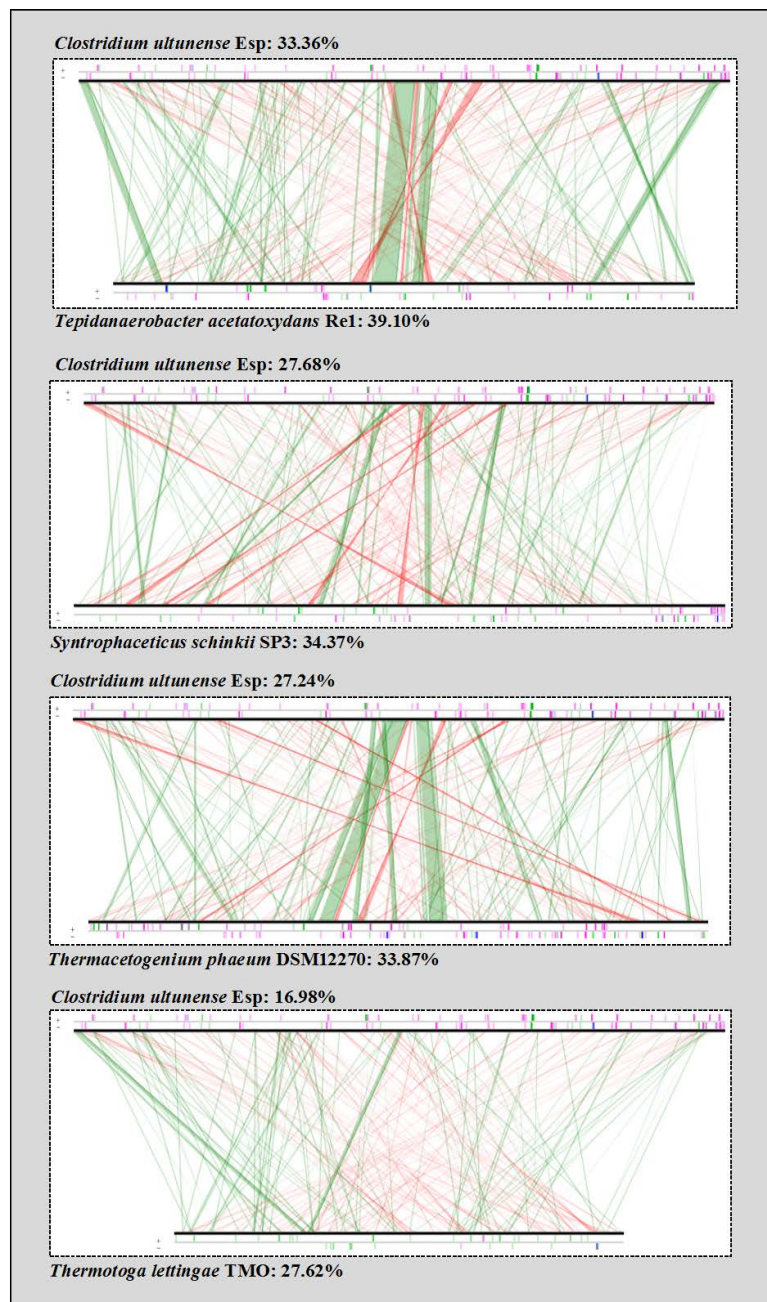 Clostridium ultunense Esp: 33.36%
+
−
+
−
Tepidanaerobacter acetatoxydans Re1: 39.10%
Clostridium ultunense Esp: 27.68%
+
−
+
−
Syntrophaceticus schinkii SP3: 34.37%
Clostridium ultunense Esp: 27.24%
+
−
+
−
Thermacetogenium phaeum DSM12270: 33.87%
Clostridium ultunense Esp: 16.98%
+
−
+
−
Thermotoga lettingae TMO: 27.62%